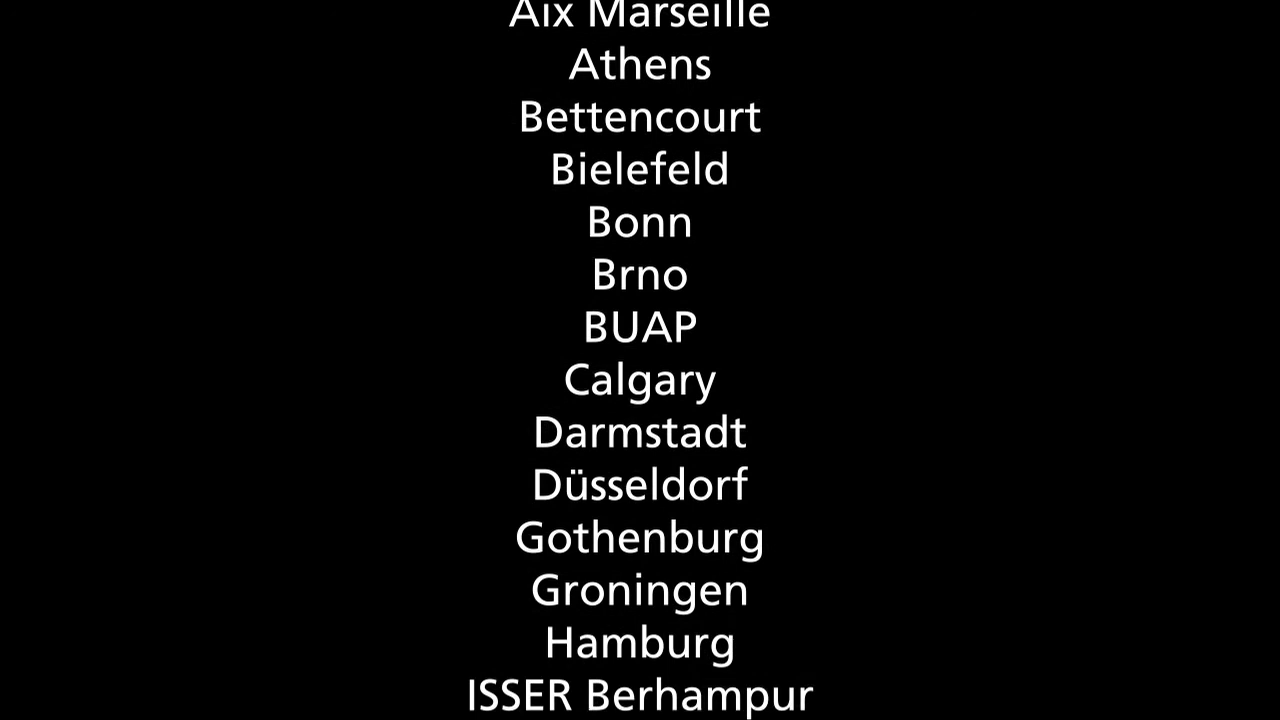 Aix Marseille
Athens
Bettencourt
Bielefeld
Bonn
Brno
BUAP
Calgary
Darmstadt
Düsseldorf
Gothenburg
Groningen
Hamburg
ISSER Berhampur